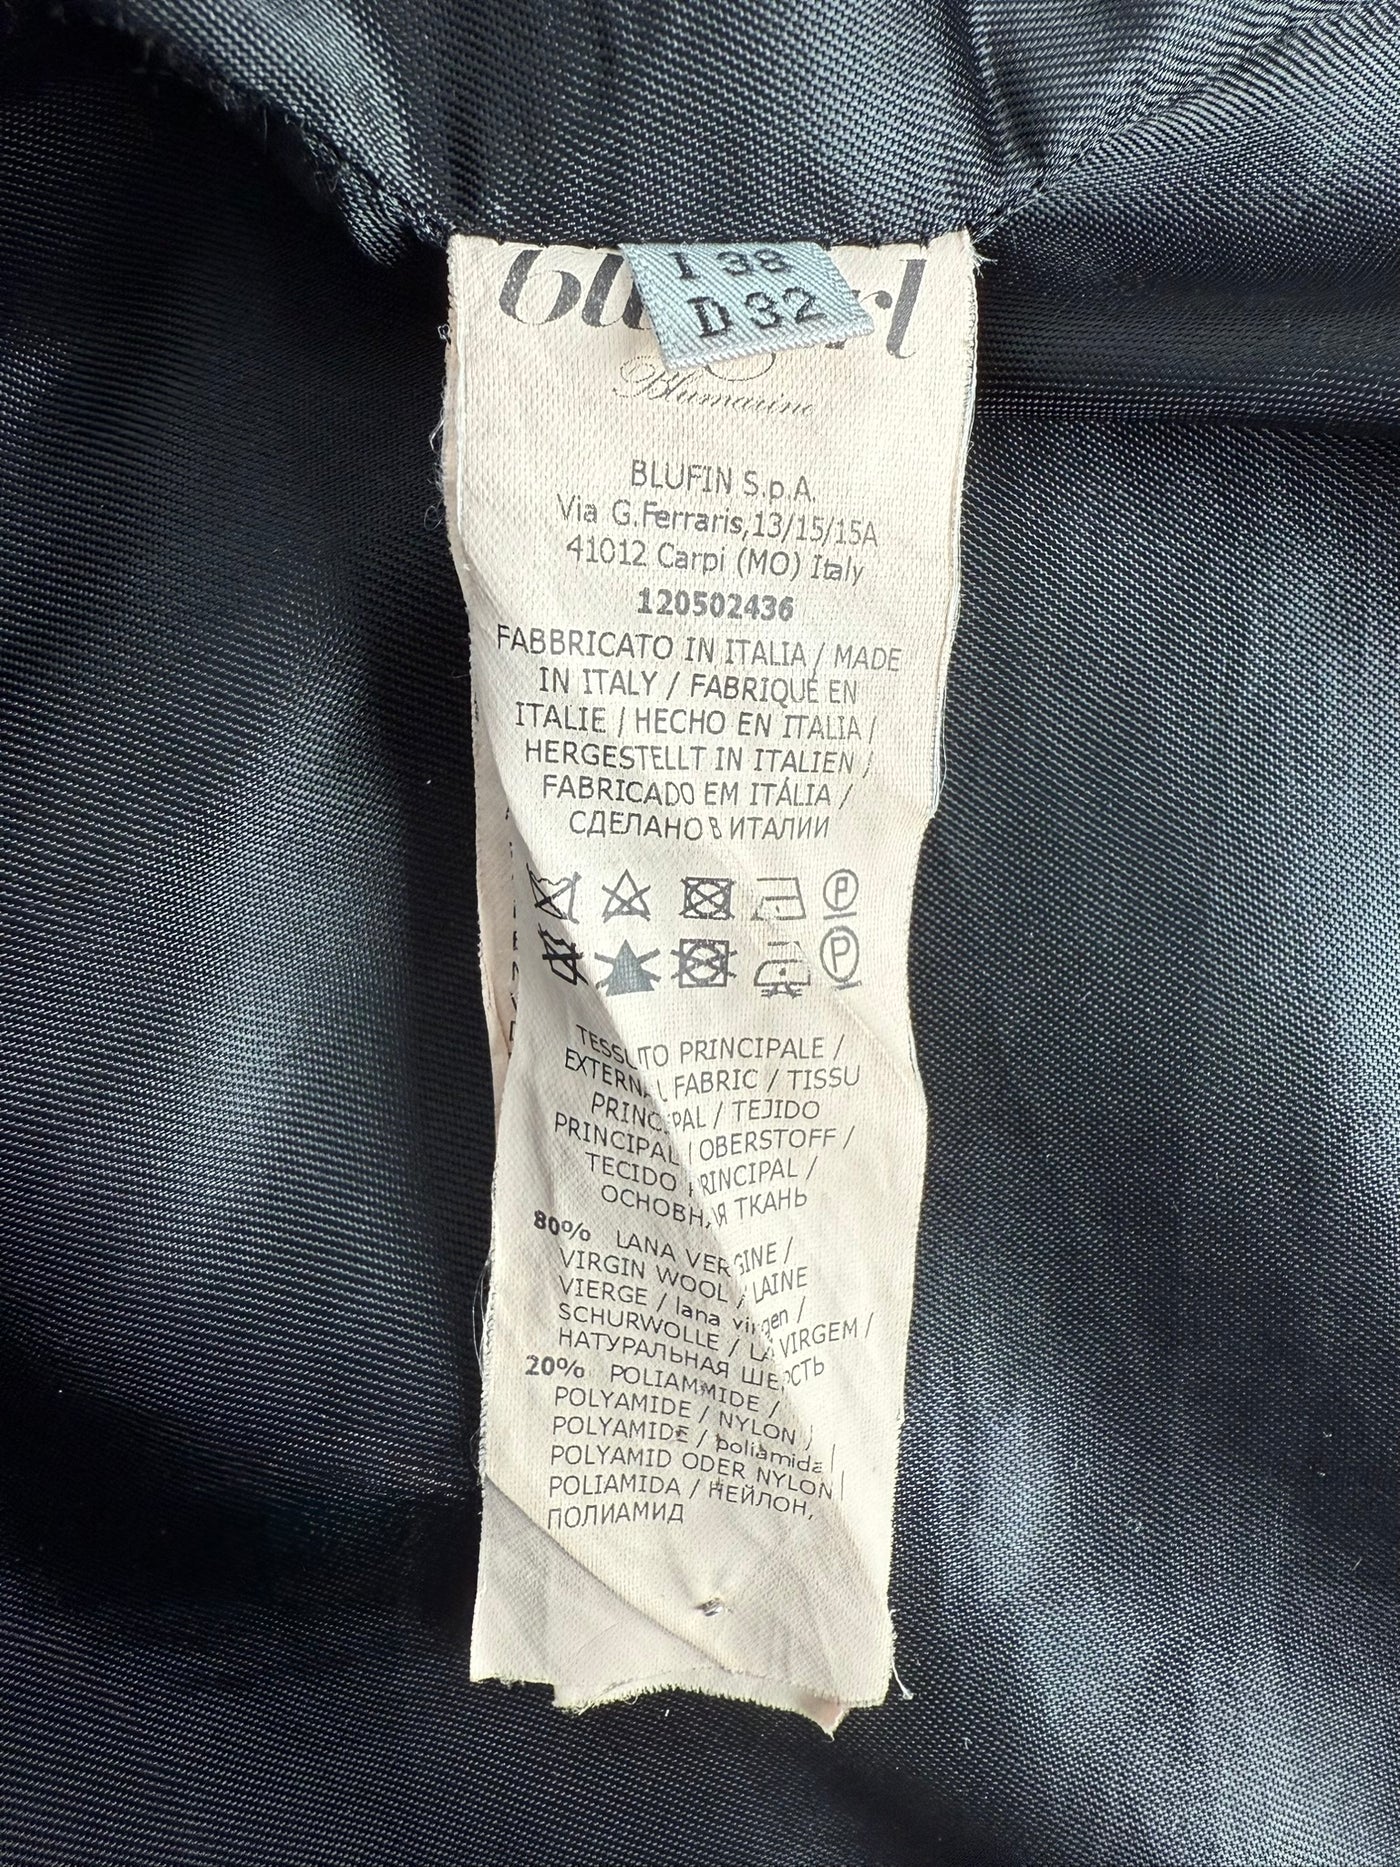 I 38
D 32
Blumarine
BLUFIN S.p.A.
Via G.Ferraris,13/15/15A
41012 Carpi (MO) Italy
120502436
FABBRICATO IN ITALIA / MADE
IN ITALY / FABRIQUÉ EN
ITALIE / HECHO EN ITALIA /
HERGESTELLT IN ITALIEN /
FABRICADO EM ITÁLIA /
СДЕЛАНО В ИТАЛИИ
P
P
TESSUTO PRINCIPALE /
EXTERNAL FABRIC / TISSU
PRINCIPAL / TEJIDO
PRINCIPAL / OBERSTOFF /
TECIDO PRINCIPAL /
ОСНОВНАЯ ТКАНЬ
80% LANA VERGINE /
VIRGIN WOOL / LAINE
VIERGE / lana virgen /
SCHURWOLLE / LA VIRGEM /
НАТУРАЛЬНАЯ ШЕРСТЬ
20% POLIAMMIDE /
POLYAMIDE / NYLON /
POLYAMIDE / poliamida /
POLYAMID ODER NYLON /
POLIAMIDA / НЕЙЛОН,
ПОЛИАМИД